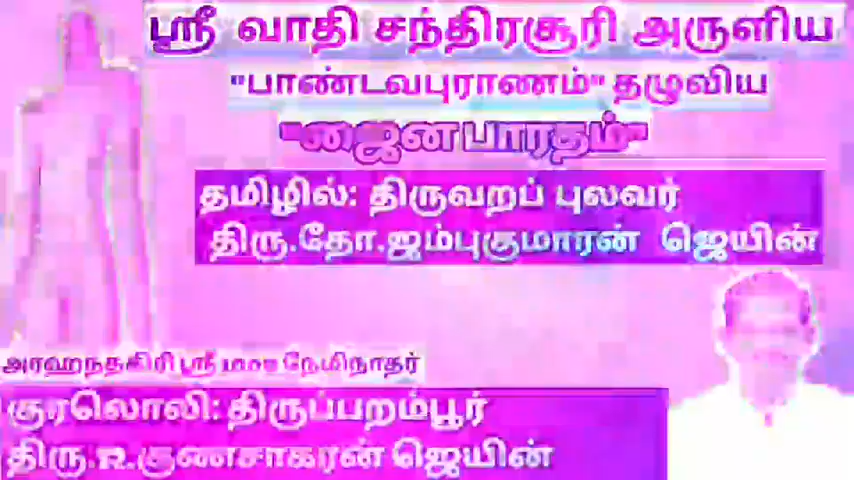 ஸ்ரீ வாதி சந்திரசூரி அருளிய
"பாண்டவபுராணம்" தழுவிய
"ஜைன பாரதம்"
தமிழில்: திருவறப் புலவர்
திரு.தோ.ஜம்புகுமாரன் ஜெயின்
அரஹந்தகிரி ஸ்ரீ நேமிநாதர்
குரலொலி: திருப்பறம்பூர்
திரு.ஐ.குணசாகரன் ஜெயின்